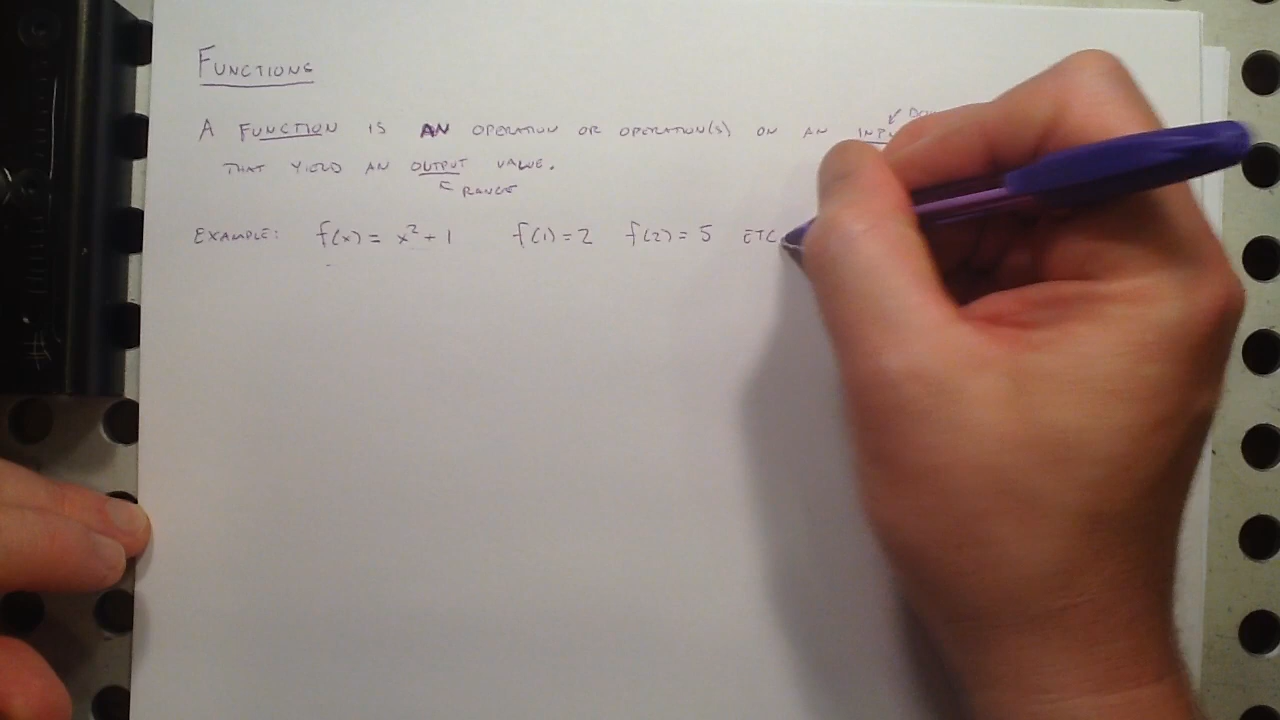 FUNCTIONS
A FUNCTION IS AN OPERATION OR OPERATION(S) ON AN
THAT YIELD AN OUTPUT VALUE.
RANGE
EXAMPLE: f(x) = x² + 1 f(1) = 2 f(2) = 5 ETC